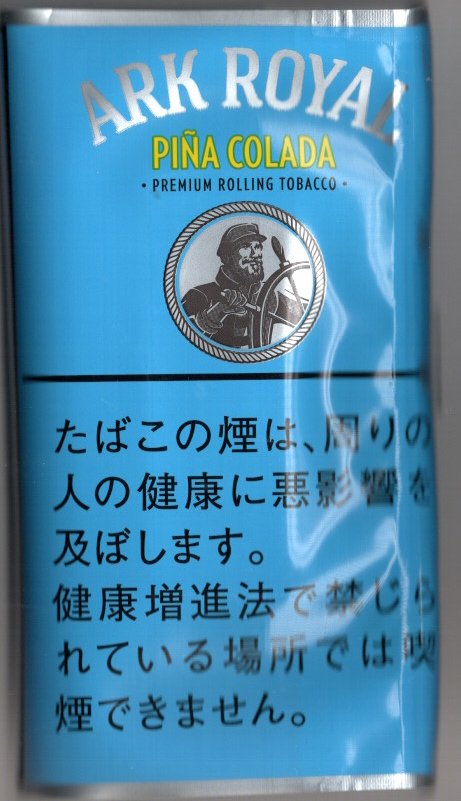 ARK ROYAL
PIÑA COLADA
• PREMIUM ROLLING TOBACCO •
たばこの煙は、周りの
人の健康に悪影響を
及ぼします。
健康増進法で禁じら
れている場所では喫
煙できません。